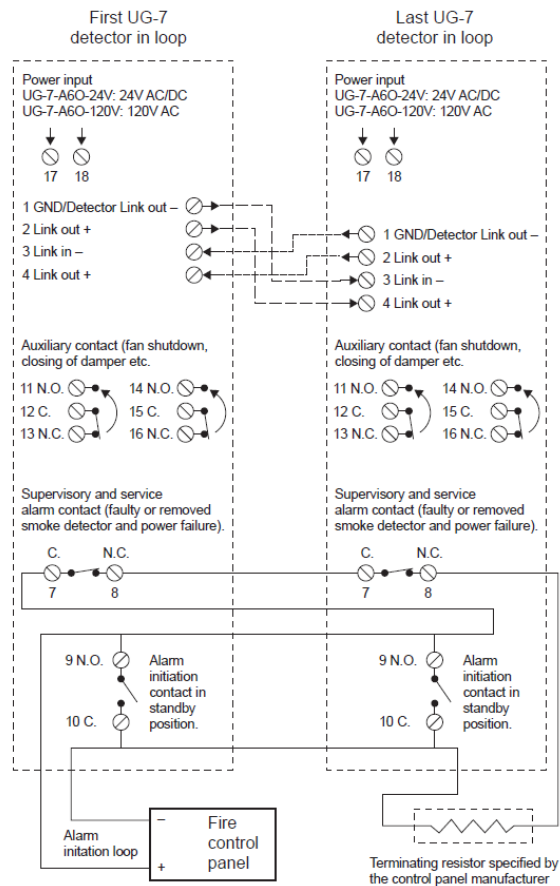 First UG-7
detector in loop
Last UG-7
detector in loop
Power input
UG-7-A6O-24V: 24V AC/DC
UG-7-A6O-120V: 120V AC
17 18
1 GND/Detector Link out –
2 Link out +
3 Link in –
4 Link out +
Auxiliary contact (fan shutdown,
closing of damper etc.
11 N.O. 14 N.O.
12 C. 15 C.
13 N.C. 16 N.C.
Supervisory and service
alarm contact (faulty or removed
smoke detector and power failure).
C. N.C.
7 8
9 N.O. Alarm
initiation
contact in
standby
10 C. position.
Power input
UG-7-A6O-24V: 24V AC/DC
UG-7-A6O-120V: 120V AC
17 18
1 GND/Detector Link out –
2 Link out +
3 Link in –
4 Link out +
Auxiliary contact (fan shutdown,
closing of damper etc.
11 N.O. 14 N.O.
12 C. 15 C.
13 N.C. 16 N.C.
Supervisory and service
alarm contact (faulty or removed
smoke detector and power failure).
C. N.C.
7 8
9 N.O. Alarm
initiation
contact in
standby
10 C. position.
Alarm
initation loop
–
+
Fire
control
panel
Terminating resistor specified by
the control panel manufacturer